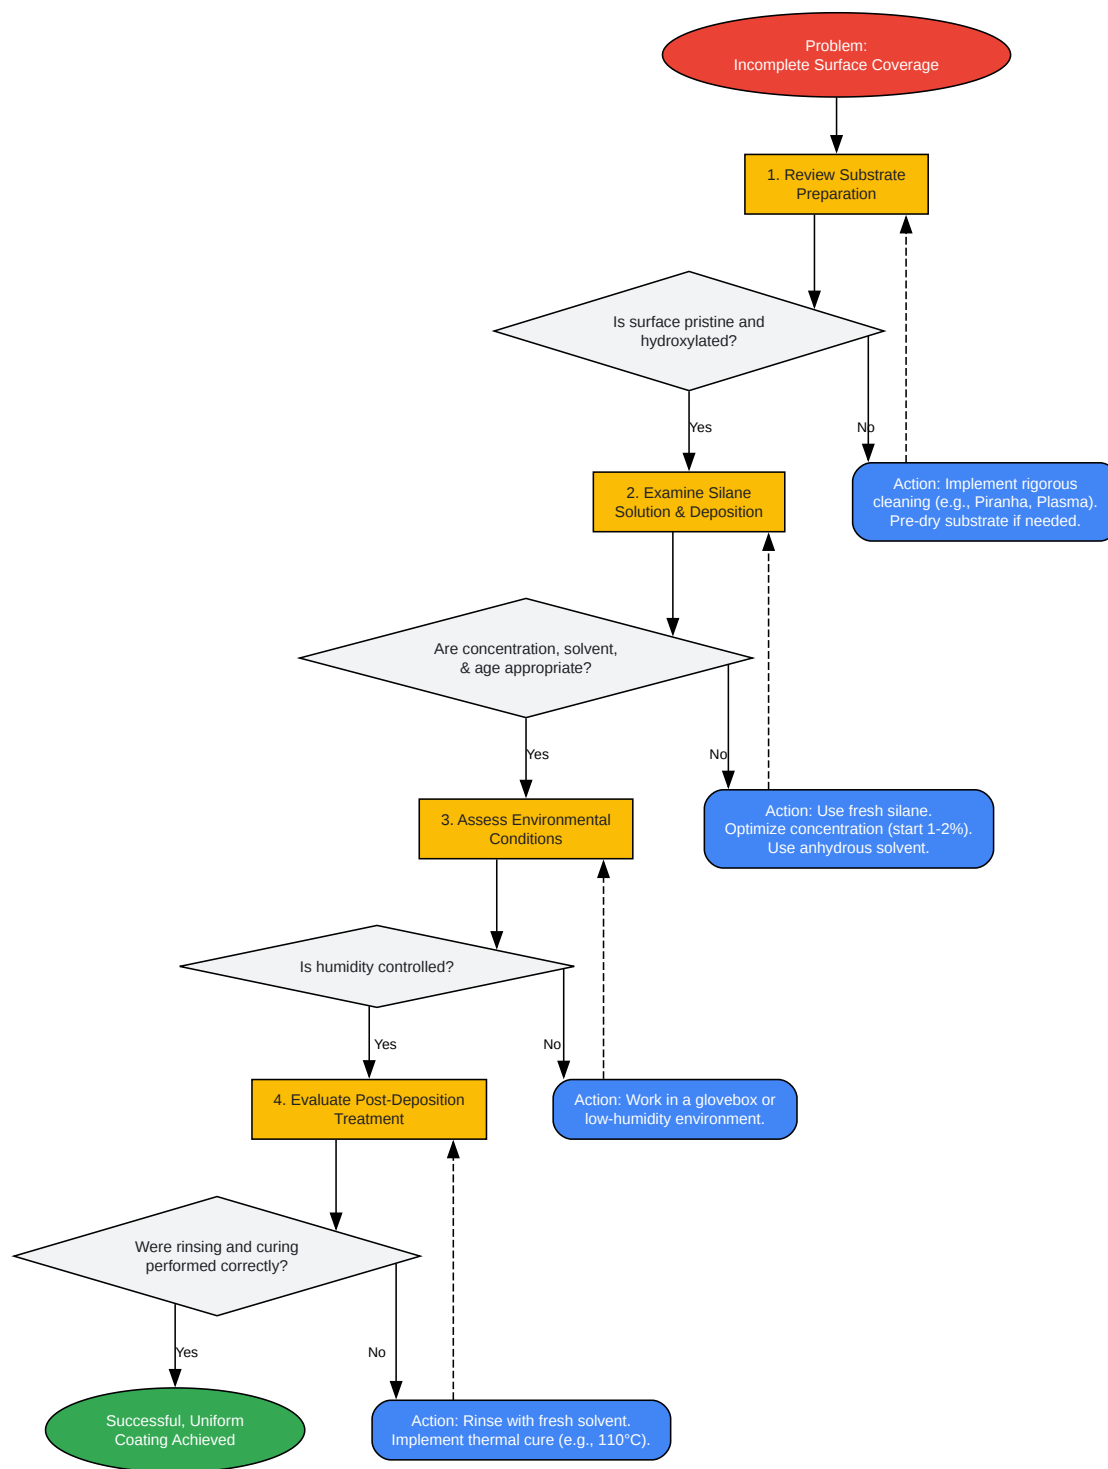 Problem:
Incomplete Surface Coverage
1. Review Substrate
Preparation
Is surface pristine and
hydroxylated?
Yes
No
2. Examine Silane
Solution & Deposition
Action: Implement rigorous
cleaning (e.g., Piranha, Plasma).
Pre-dry substrate if needed.
Are concentration, solvent,
& age appropriate?
Yes
No
3. Assess Environmental
Conditions
Action: Use fresh silane.
Optimize concentration (start 1-2%).
Use anhydrous solvent.
Is humidity controlled?
Yes
No
4. Evaluate Post-Deposition
Treatment
Action: Work in a glovebox or
low-humidity environment.
Were rinsing and curing
performed correctly?
Yes
No
Successful, Uniform
Coating Achieved
Action: Rinse with fresh solvent.
Implement thermal cure (e.g., 110°C).